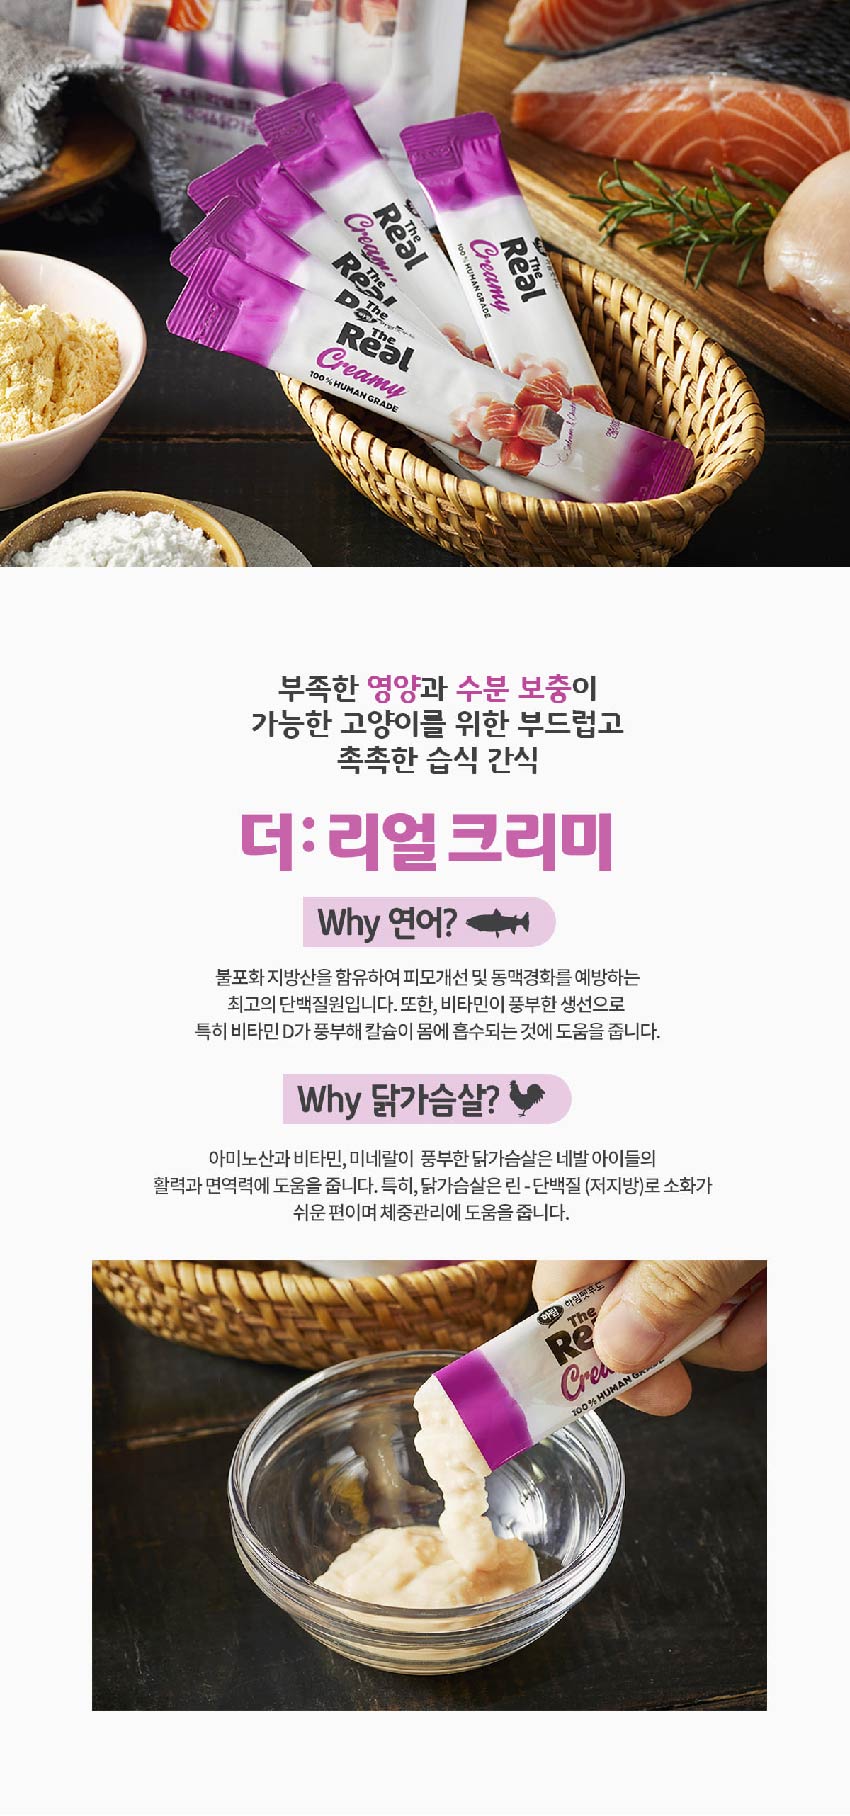 더:리얼크리
The
Real
Creamy
The
Real
Creamy
100% HUMAN GRADE
The
Real
Creamy
100% HUMAN GRADE
부족한 영양과 수분 보충이
가능한 고양이를 위한 부드럽고
촉촉한 습식 간식
더:리얼크리미
Why 연어?
불포화 지방산을 함유하여 피모개선 및 동맥경화를 예방하는
최고의 단백질원입니다. 또한, 비타민이 풍부한 생선으로
특히 비타민 D가 풍부해 칼슘이 몸에 흡수되는 것에 도움을 줍니다.
Why 닭가슴살?
아미노산과 비타민, 미네랄이 풍부한 닭가슴살은 네발 아이들의
활력과 면역력에 도움을 줍니다. 특히, 닭가슴살은 린 - 단백질 (저지방)로 소화가
쉬운 편이며 체중관리에 도움을 줍니다.
하림 하림펫푸드
The
Re
Crea
100% HUMAN GRADE